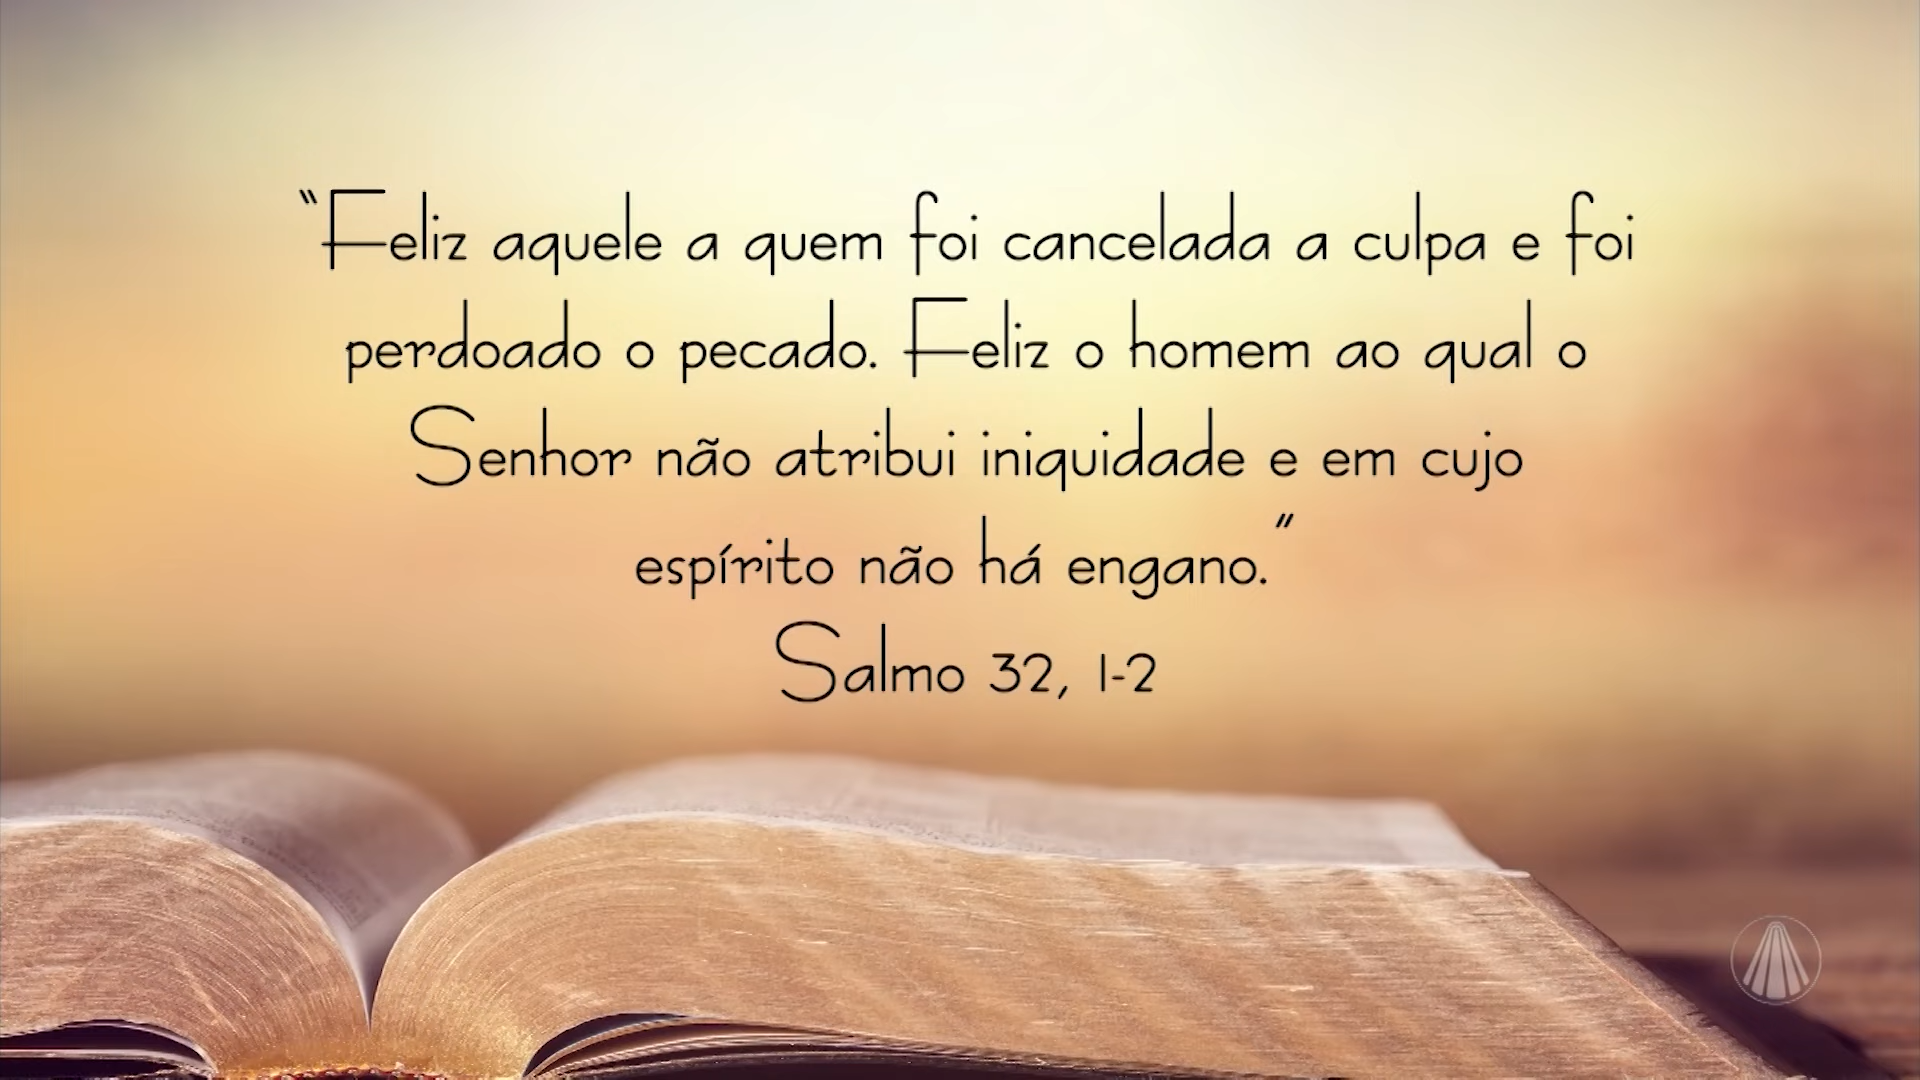 “Feliz aquele a quem foi cancelada a culpa e foi
perdoado o pecado. Feliz o homem ao qual o
Senhor não atribui iniquidade e em cujo
espírito não há engano.”
Salmo 32, 1-2